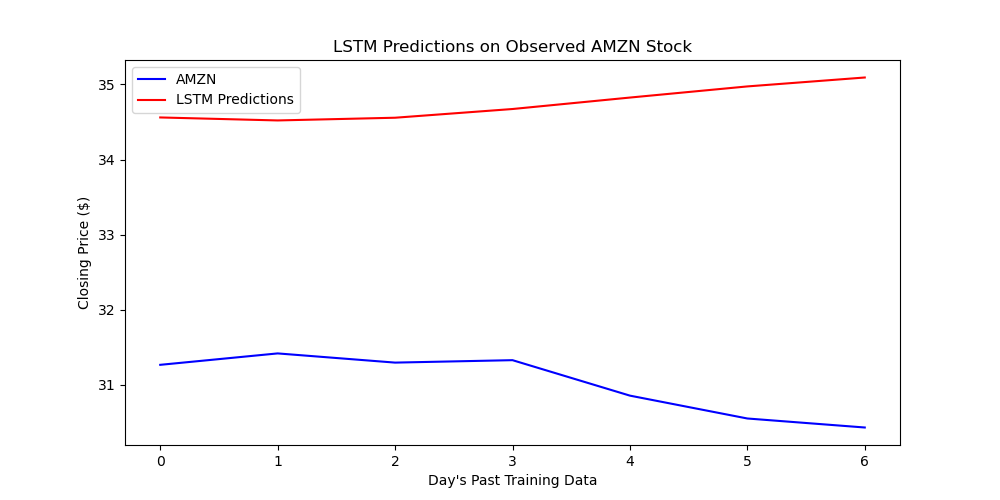 LSTM Predictions on Observed AMZN Stock
AMZN
LSTM Predictions
Closing Price ($)
35
34
33
32
31
0 1 2 3 4 5 6
Day's Past Training Data